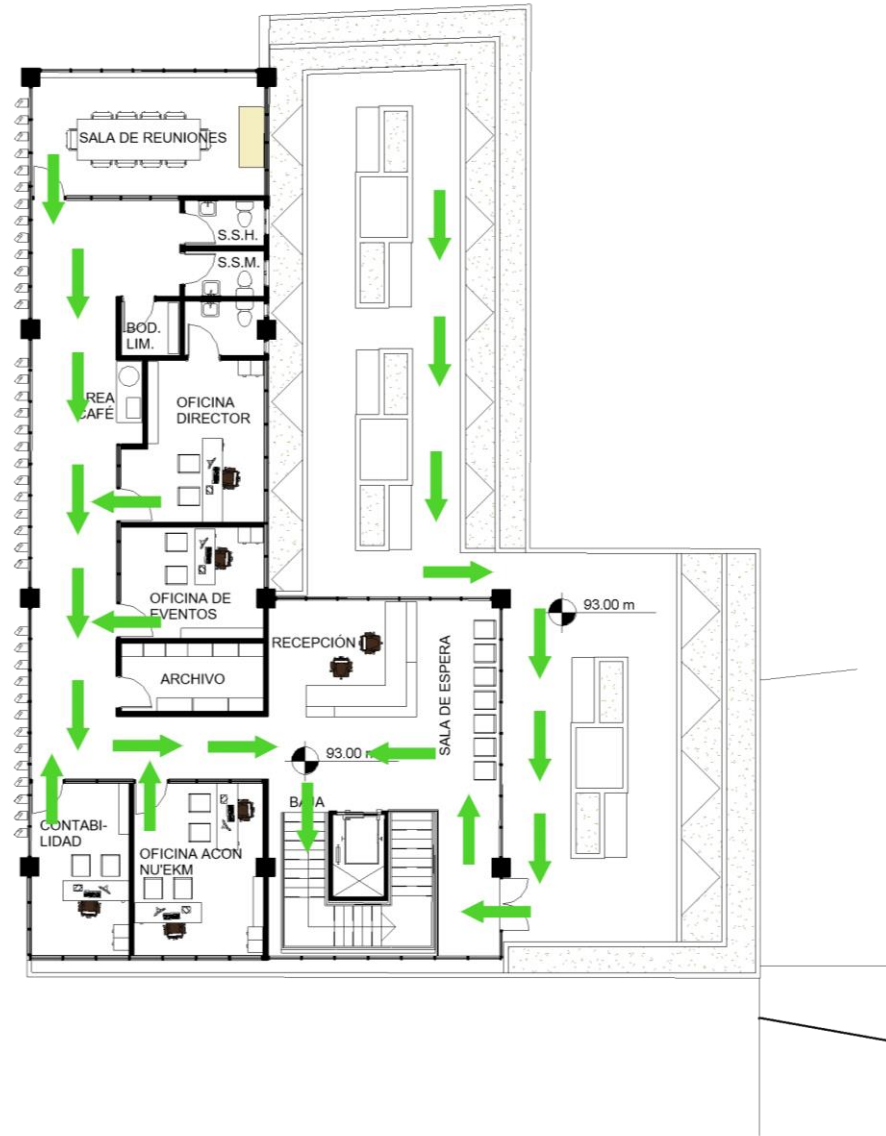 SALA DE REUNIONES
S.S.H.
S.S.M.
BOD.
LIM.
AREA
CAFÉ
OFICINA
DIRECTOR
OFICINA DE
EVENTOS
93.00 m
RECEPCIÓN
SALA DE ESPERA
ARCHIVO
93.00 m
BAJA
CONTABI-
LIDAD
OFICINA ACON
NU'EKM